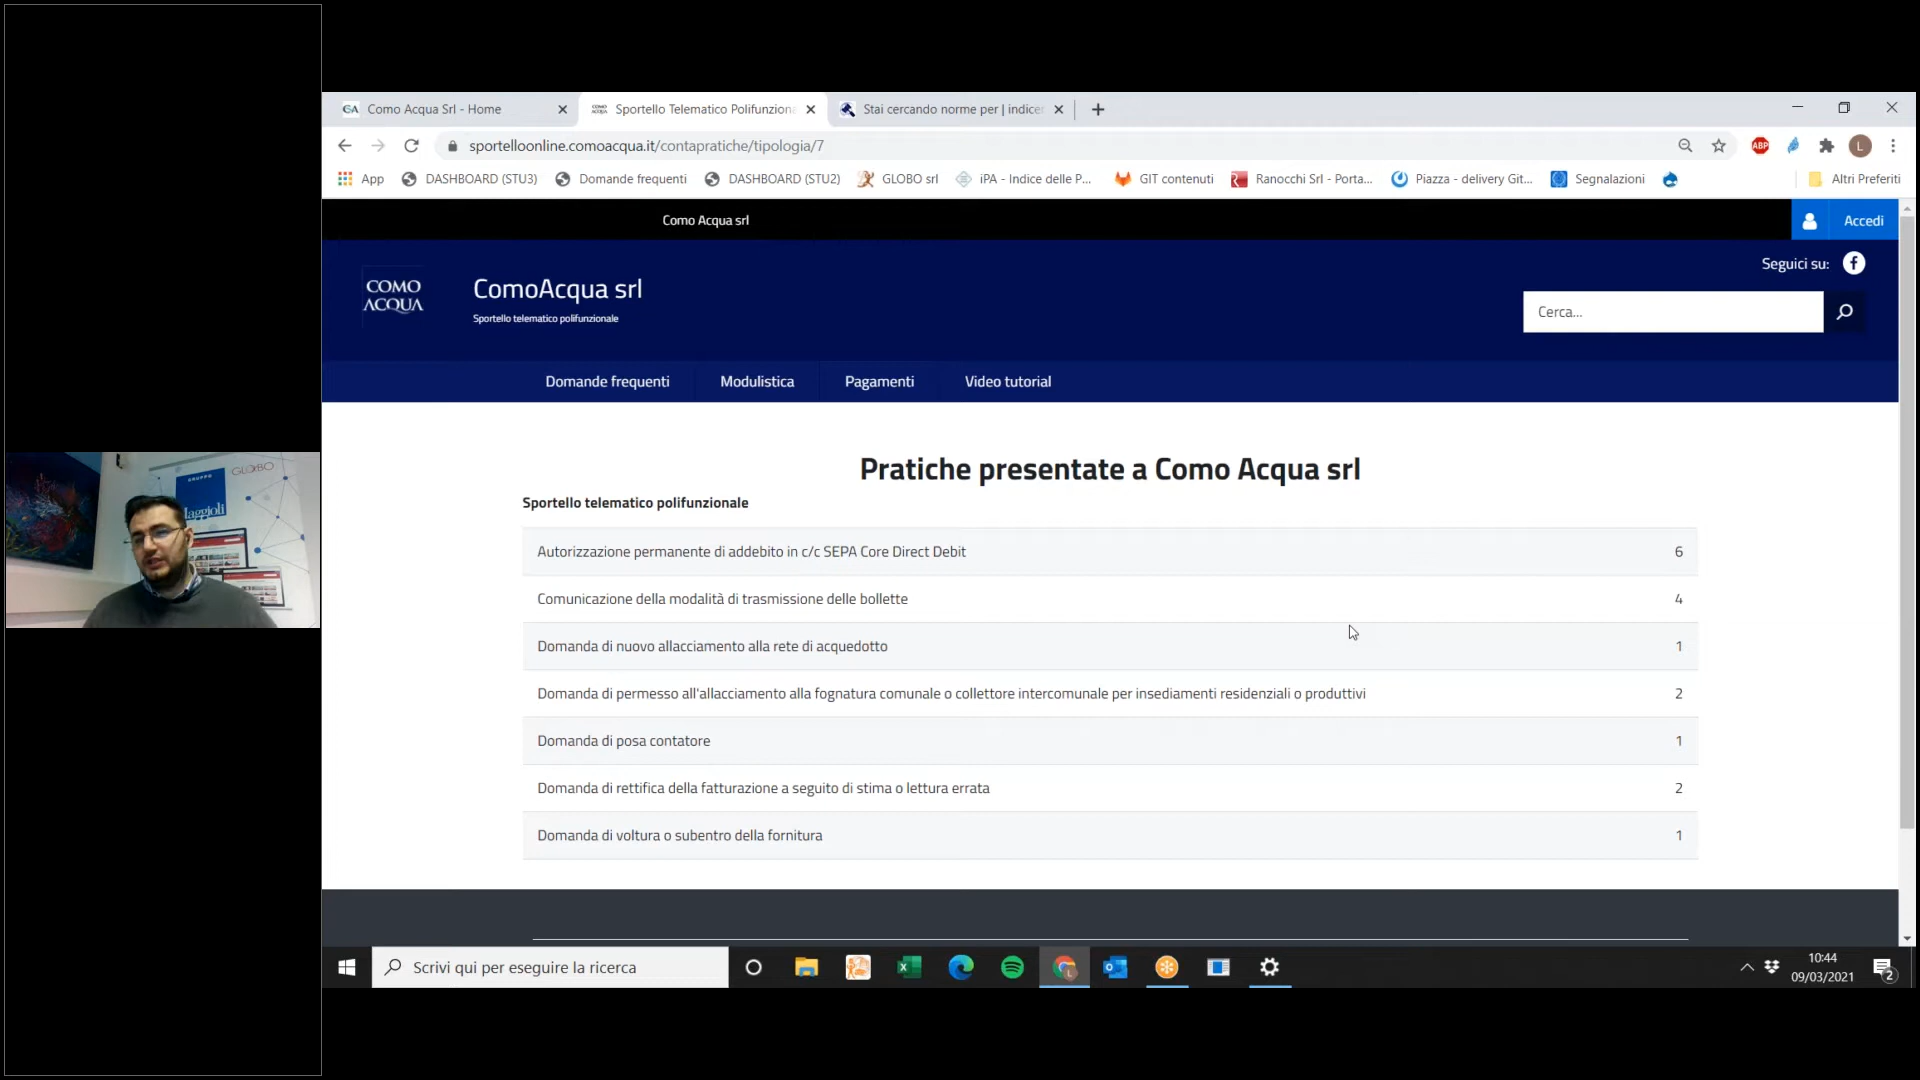 Como Acqua Srl - Home
Sportello Telematico Polifunziona
Stai cercando norme per | indice
sportelloonline.comoacqua.it/contapratiche/tipologia/7
ABP
L
App
DASHBOARD (STU3)
Domande frequenti
DASHBOARD (STU2)
GLOBO srl
iPA - Indice delle P...
GIT contenuti
Ranocchi Srl - Porta...
Piazza - delivery Git...
Segnalazioni
Altri Preferiti
Como Acqua srl
Accedi
Seguici su:
COMO
ACQUA
ComoAcqua srl
Sportello telematico polifunzionale
Cerca...
Domande frequenti
Modulistica
Pagamenti
Video tutorial
GRUPPO
Maggioli
GLOBO
Pratiche presentate a Como Acqua srl
Sportello telematico polifunzionale
Autorizzazione permanente di addebito in c/c SEPA Core Direct Debit 6
Comunicazione della modalità di trasmissione delle bollette 4
Domanda di nuovo allacciamento alla rete di acquedotto 1
Domanda di permesso all'allacciamento alla fognatura comunale o collettore intercomunale per insediamenti residenziali o produttivi 2
Domanda di posa contatore 1
Domanda di rettifica della fatturazione a seguito di stima o lettura errata 2
Domanda di voltura o subentro della fornitura 1
Scrivi qui per eseguire la ricerca
10:44
09/03/2021
2